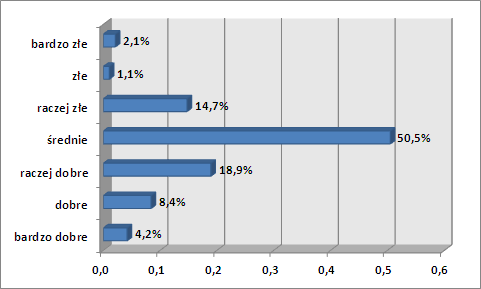 bardzo złe 2,1%
złe 1,1%
raczej złe 14,7%
średnie 50,5%
raczej dobre 18,9%
dobre 8,4%
bardzo dobre 4,2%
0,0 0,1 0,2 0,3 0,4 0,5 0,6